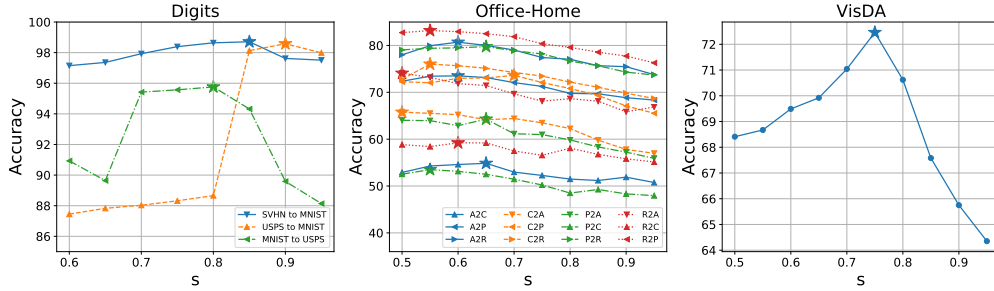 Digits
Accuracy
100
98
96
94
92
90
88
86
0.6 0.7 0.8 0.9
s
SVHN to MNIST
USPS to MNIST
MNIST to USPS
Office-Home
Accuracy
80
70
60
50
40
0.5 0.6 0.7 0.8 0.9
s
A2C C2A P2A R2A
A2P C2P P2C R2C
A2R C2R P2R R2P
VisDA
Accuracy
72
71
70
69
68
67
66
65
64
0.5 0.6 0.7 0.8 0.9
s